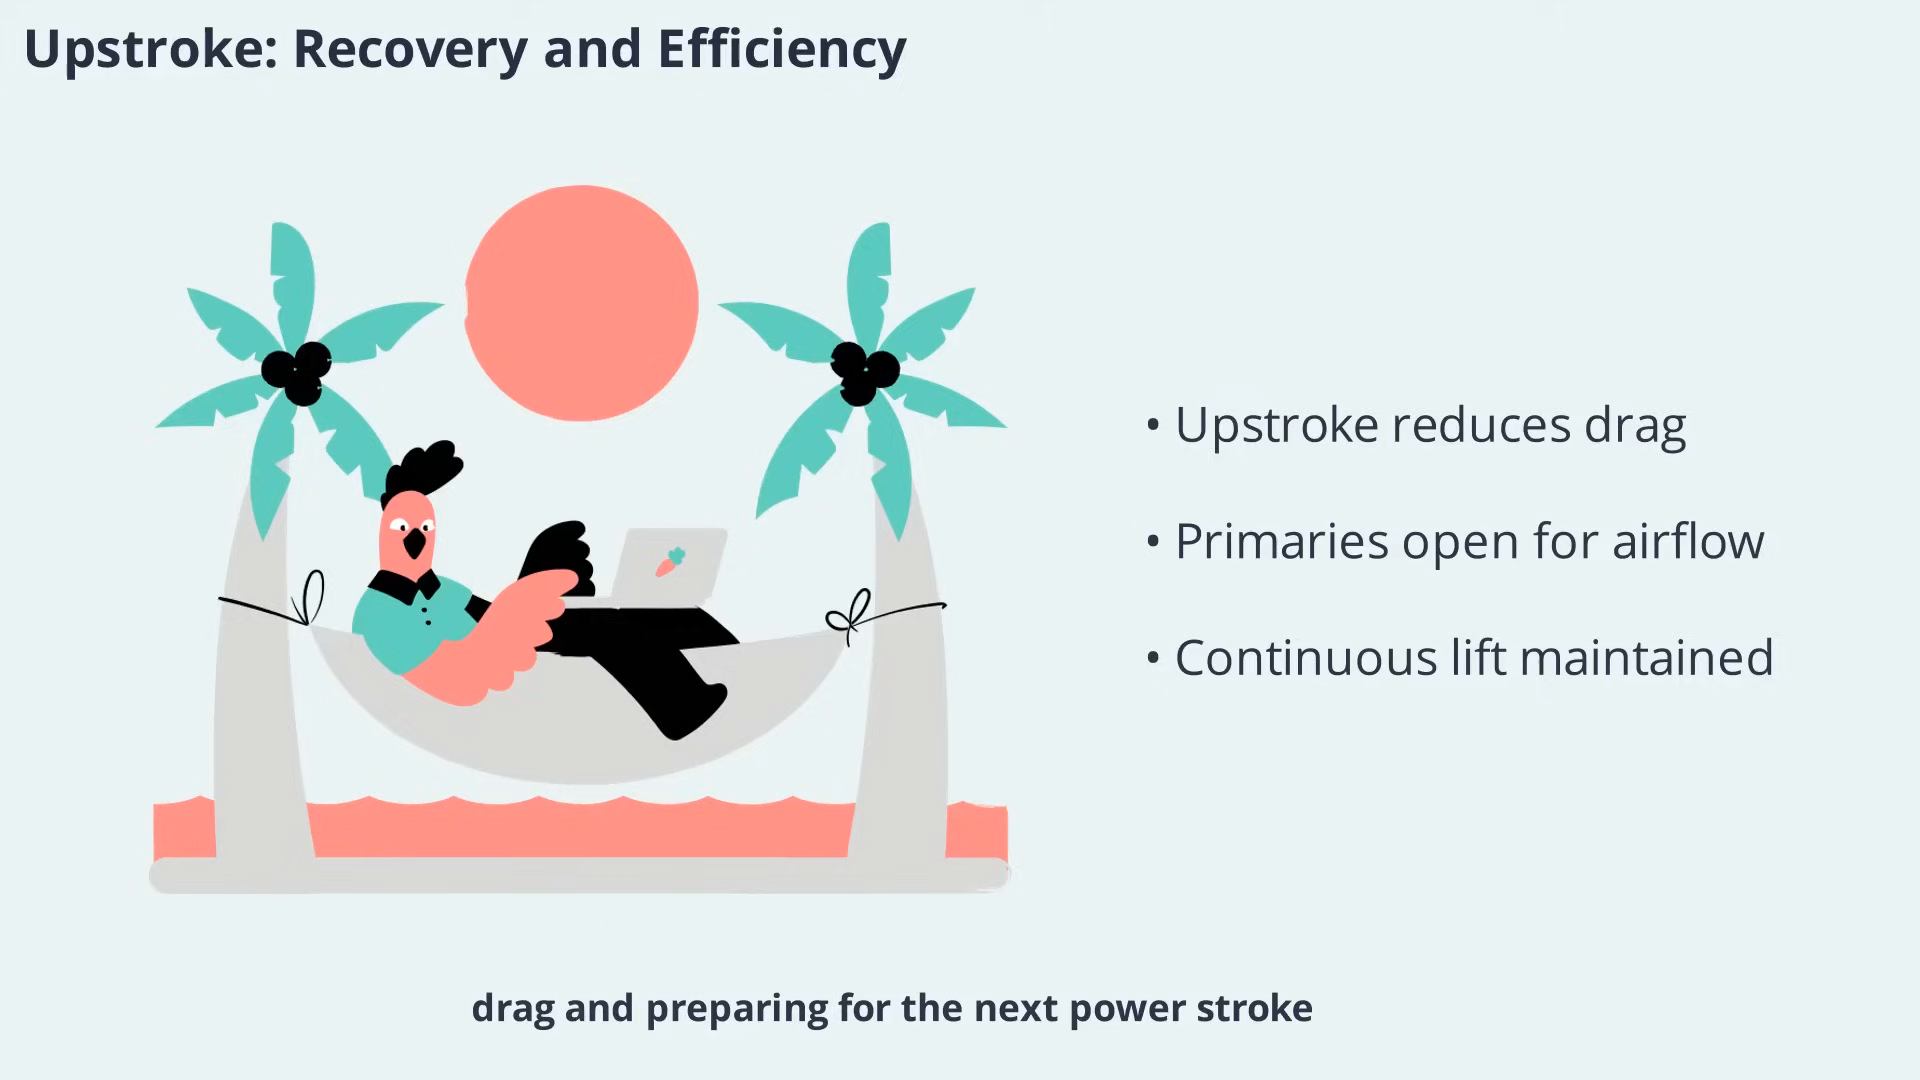 Upstroke: Recovery and Efficiency
• Upstroke reduces drag
• Primaries open for airflow
• Continuous lift maintained
drag and preparing for the next power stroke